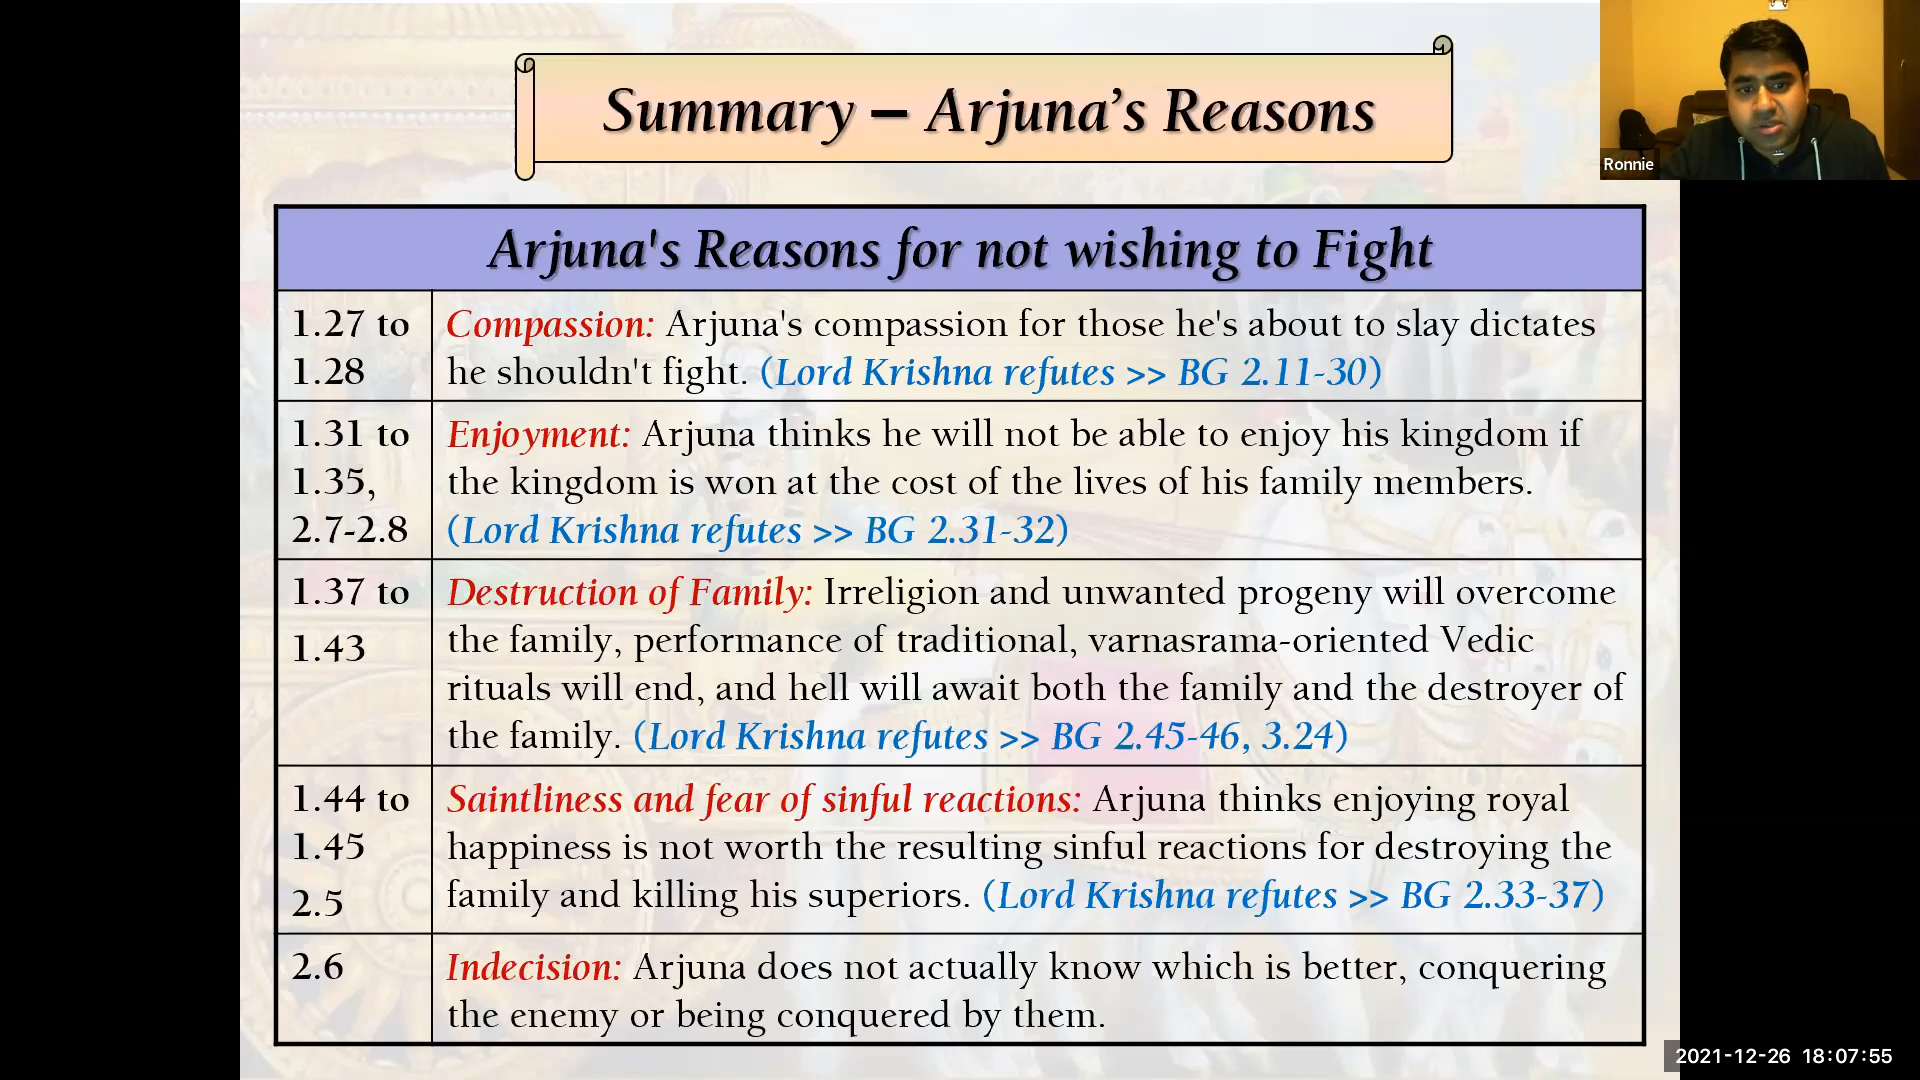 Summary – Arjuna’s Reasons
Ronnie
Arjuna's Reasons for not wishing to Fight
1.27 to
1.28
Compassion: Arjuna's compassion for those he's about to slay dictates
he shouldn't fight. (Lord Krishna refutes >> BG 2.11-30)
1.31 to
1.35,
2.7-2.8
Enjoyment: Arjuna thinks he will not be able to enjoy his kingdom if
the kingdom is won at the cost of the lives of his family members.
(Lord Krishna refutes >> BG 2.31-32)
1.37 to
1.43
Destruction of Family: Irreligion and unwanted progeny will overcome
the family, performance of traditional, varnasrama-oriented Vedic
rituals will end, and hell will await both the family and the destroyer of
the family. (Lord Krishna refutes >> BG 2.45-46, 3.24)
1.44 to
1.45
2.5
Saintliness and fear of sinful reactions: Arjuna thinks enjoying royal
happiness is not worth the resulting sinful reactions for destroying the
family and killing his superiors. (Lord Krishna refutes >> BG 2.33-37)
2.6
Indecision: Arjuna does not actually know which is better, conquering
the enemy or being conquered by them.
2021-12-26 18:07:55